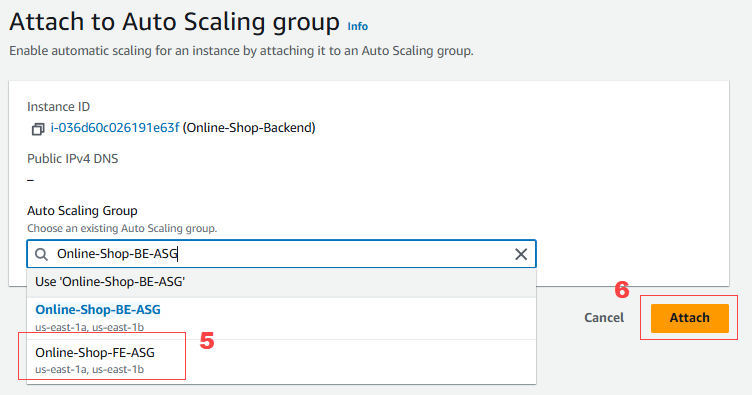 Attach to Auto Scaling group Info
Enable automatic scaling for an instance by attaching it to an Auto Scaling group.
Instance ID
i-036d60c026191e63f (Online-Shop-Backend)
Public IPv4 DNS
–
Auto Scaling Group
Choose an existing Auto Scaling group.
Online-Shop-BE-ASG
Use 'Online-Shop-BE-ASG'
Online-Shop-BE-ASG
us-east-1a, us-east-1b
5
Online-Shop-FE-ASG
us-east-1a, us-east-1b
6
Cancel
Attach